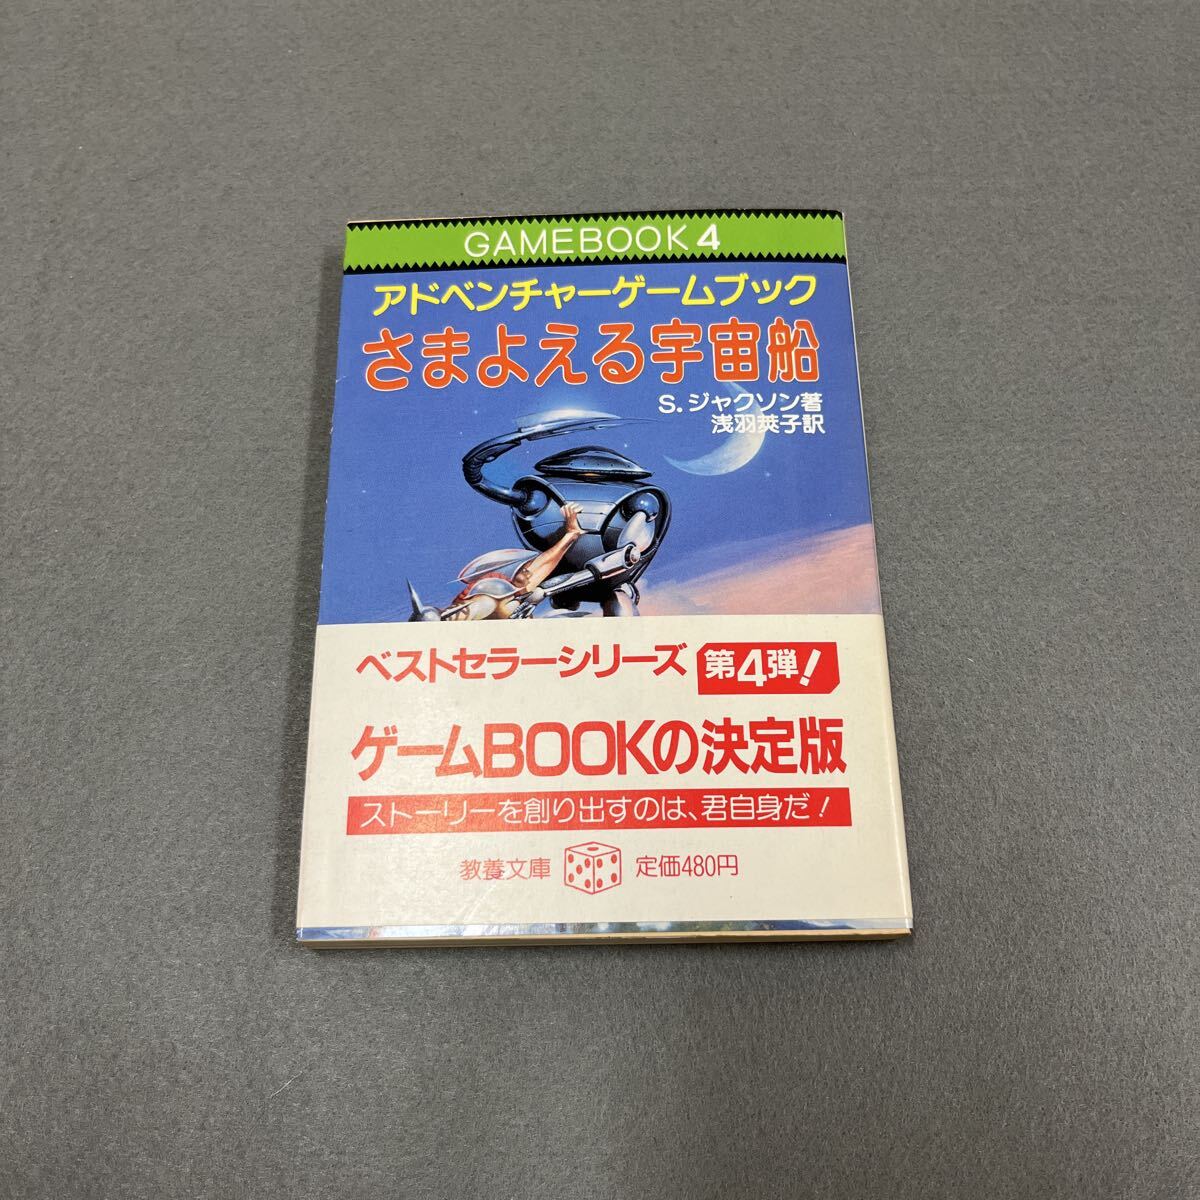 GAMEBOOK 4
アドベンチャーゲームブック
さまよえる宇宙船
S.ジャクソン著
浅羽莢子訳
ベストセラーシリーズ 第4弾!
ゲームBOOKの決定版
ストーリーを創り出すのは、君自身だ!
教養文庫 定価480円